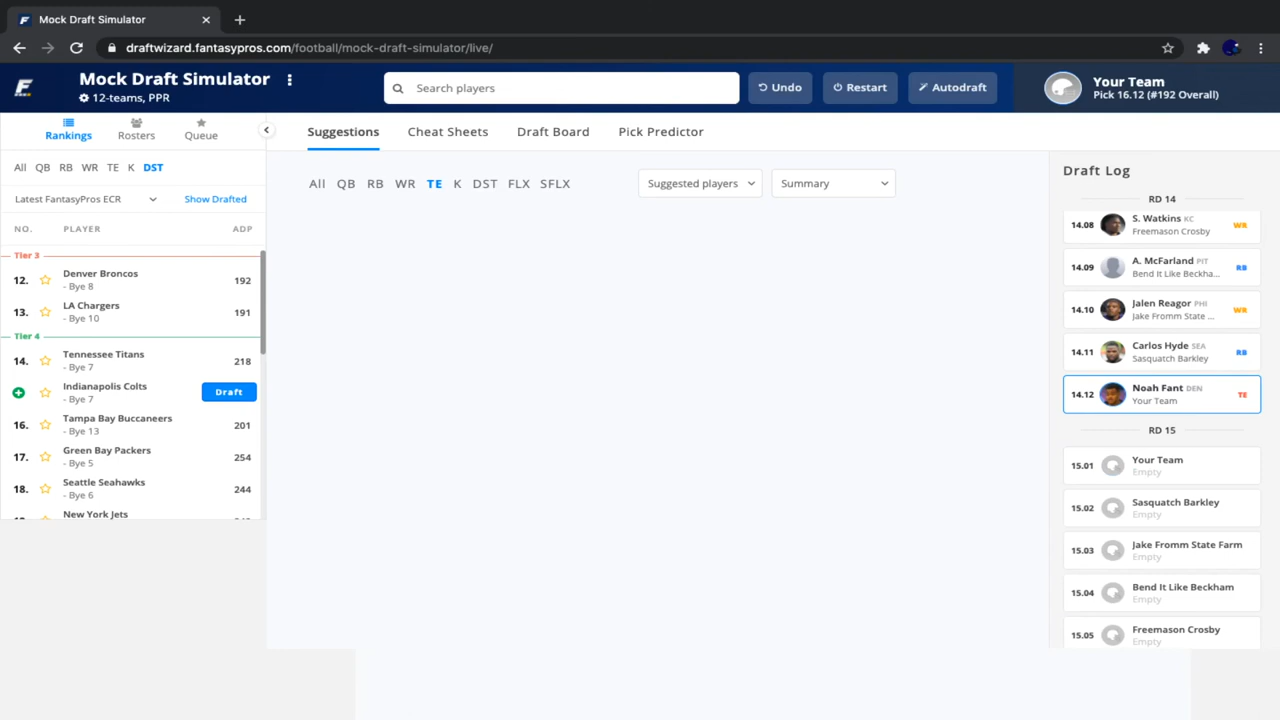 Mock Draft Simulator
draftwizard.fantasypros.com/football/mock-draft-simulator/live/
Mock Draft Simulator
12-teams, PPR
Search players
Undo
Restart
Autodraft
Your Team
Pick 16.12 (#192 Overall)
Rankings Rosters Queue
Suggestions Cheat Sheets Draft Board Pick Predictor
All QB RB WR TE K DST
Latest FantasyPros ECR Show Drafted
NO. PLAYER ADP
Tier 3
12. Denver Broncos 192
- Bye 8
13. LA Chargers 191
- Bye 10
Tier 4
14. Tennessee Titans 218
- Bye 7
Indianapolis Colts Draft
- Bye 7
16. Tampa Bay Buccaneers 201
- Bye 13
17. Green Bay Packers 254
- Bye 5
18. Seattle Seahawks 244
- Bye 6
New York Jets
All QB RB WR TE K DST FLX SFLX
Suggested players Summary
Draft Log
RD 14
14.08 S. Watkins KC WR
Freemason Crosby
14.09 A. McFarland PIT RB
Bend It Like Beckha...
14.10 Jalen Reagor PHI WR
Jake Fromm State ...
14.11 Carlos Hyde SEA RB
Sasquatch Barkley
14.12 Noah Fant DEN TE
Your Team
RD 15
15.01 Your Team
Empty
15.02 Sasquatch Barkley
Empty
15.03 Jake Fromm State Farm
Empty
15.04 Bend It Like Beckham
Empty
15.05 Freemason Crosby
Empty